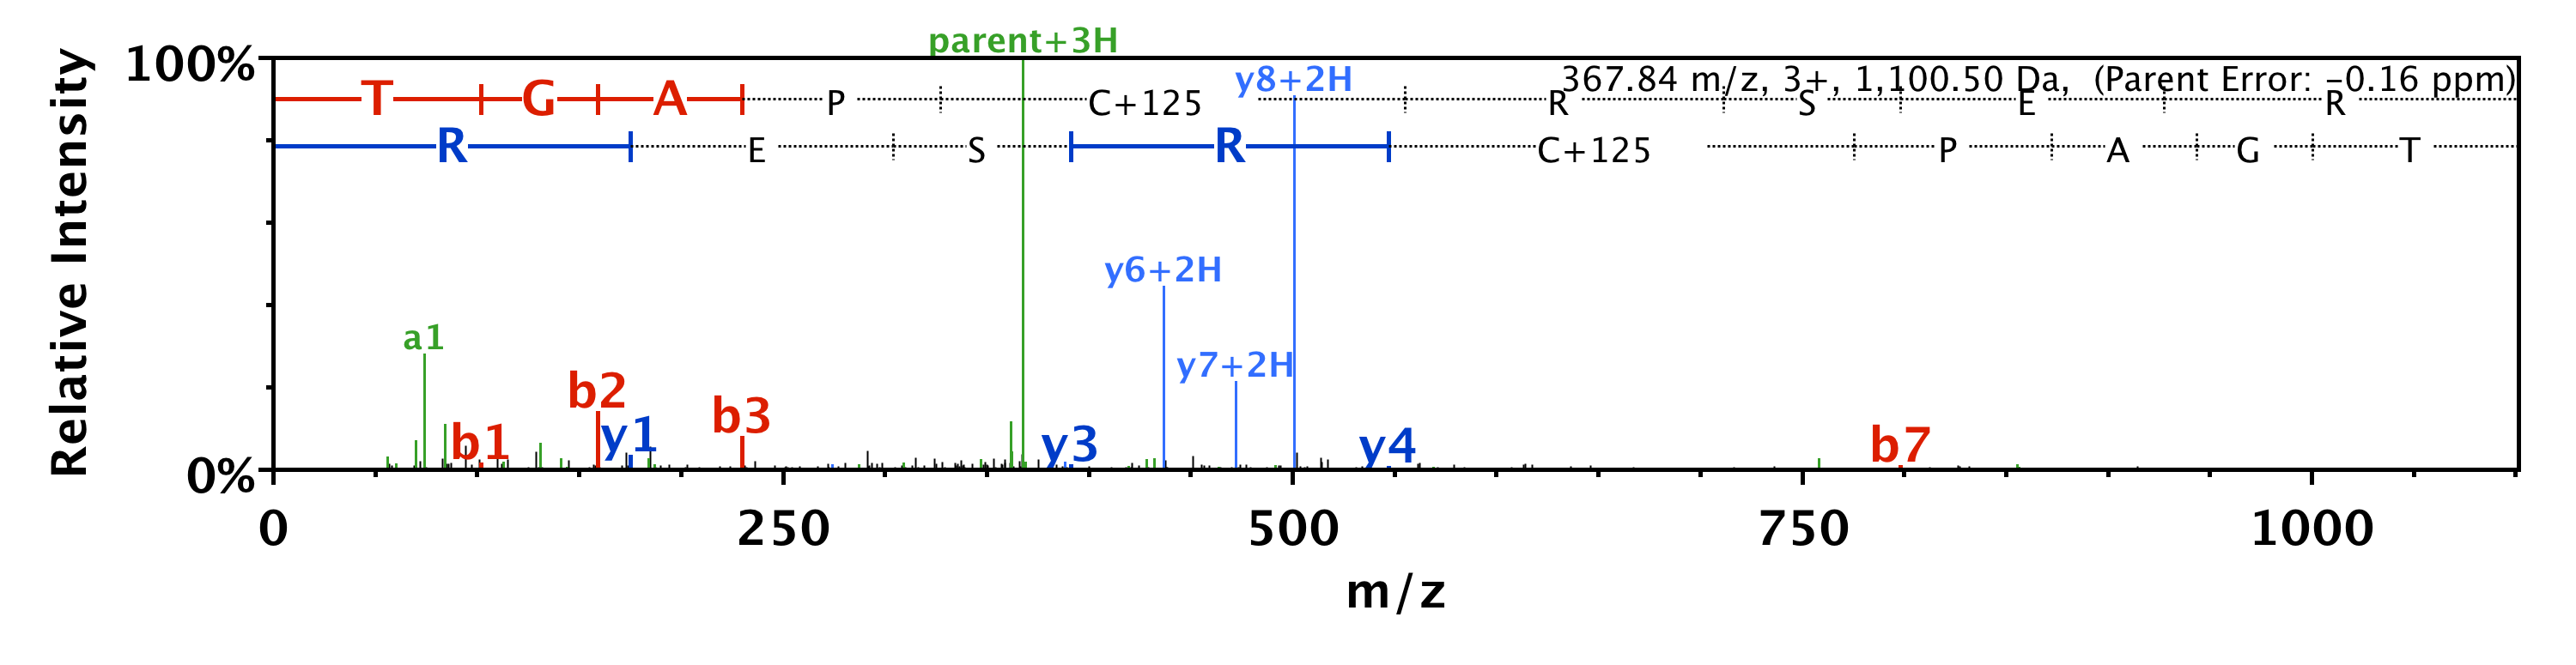 parent+3H
100%
367.84 m/z, 3+, 1,100.50 Da, (Parent Error: −0.16 ppm)
T G A P C+125 R S E R
R E S R C+125 P A G T
y8+2H
y6+2H
y7+2H
a1
b1
b2
y1
b3
y3
y4
b7
Relative Intensity
0%
0 250 500 750 1000
m/z